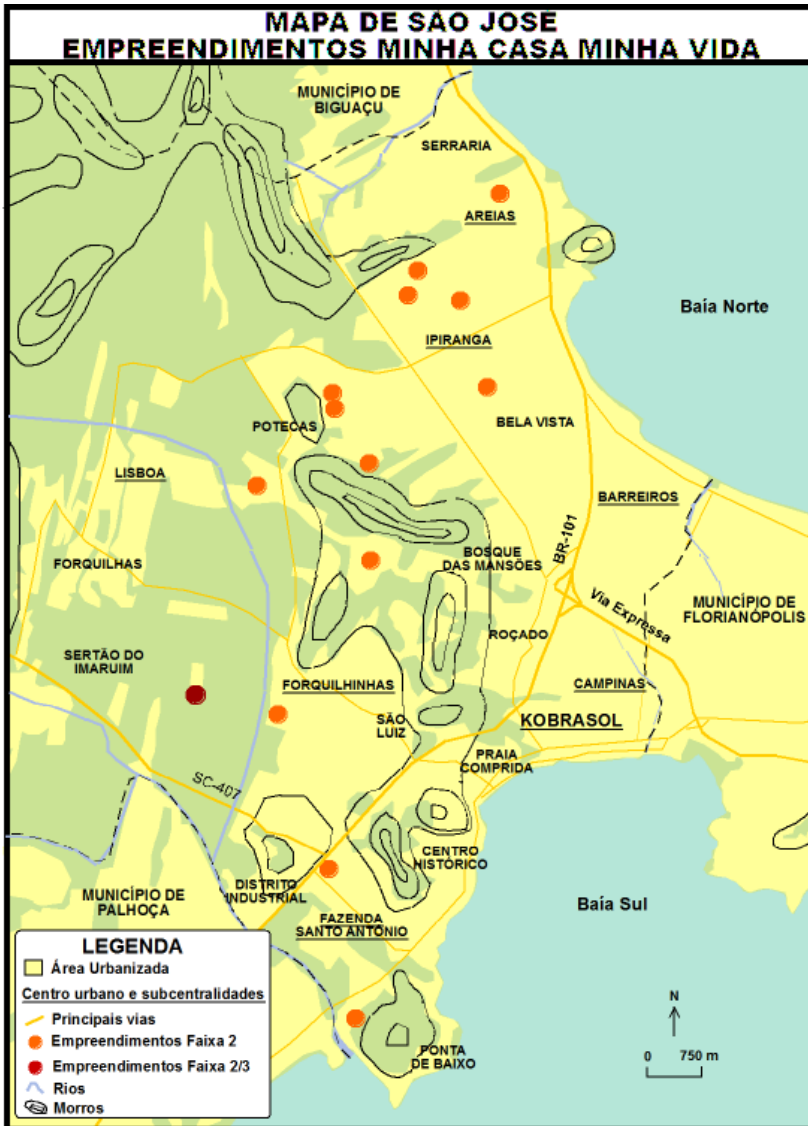 MAPA DE SÃO JOSÉ
EMPREENDIMENTOS MINHA CASA MINHA VIDA
MUNICÍPIO DE
BIGUAÇU
SERRARIA
AREIAS
Baía Norte
IPIRANGA
POTECAS
BELA VISTA
LISBOA
BARREIROS
FORQUILHAS
BOSQUE
DAS MANSÕES
BR-101
Via Expressa
MUNICÍPIO DE
FLORIANÓPOLIS
ROÇADO
SERTÃO DO
IMARUIM
FORQUILHINHAS
CAMPINAS
SÃO
LUIZ
KOBRASOL
PRAIA
COMPRIDA
SC-407
CENTRO
HISTÓRICO
DISTRITO
INDUSTRIAL
MUNICÍPIO DE
PALHOÇA
FAZENDA
SANTO ANTÔNIO
Baía Sul
PONTA
DE BAIXO
LEGENDA
Área Urbanizada
Centro urbano e subcentralidades
Principais vias
Empreendimentos Faixa 2
Empreendimentos Faixa 2/3
Rios
Morros
N
0 750 m